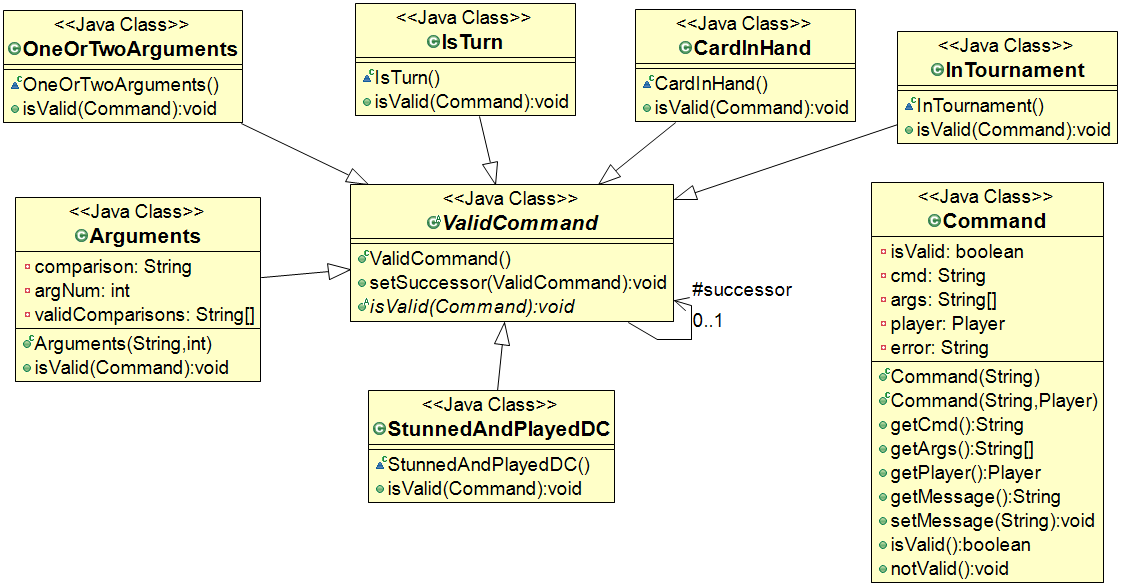 <<Java Class>>
OneOrTwoArguments
OneOrTwoArguments()
isValid(Command):void
<<Java Class>>
IsTurn
IsTurn()
isValid(Command):void
<<Java Class>>
CardInHand
CardInHand()
isValid(Command):void
<<Java Class>>
InTournament
InTournament()
isValid(Command):void
<<Java Class>>
Arguments
comparison: String
argNum: int
validComparisons: String[]
Arguments(String,int)
isValid(Command):void
<<Java Class>>
ValidCommand
ValidCommand()
setSuccessor(ValidCommand):void
isValid(Command):void
#successor
0..1
<<Java Class>>
Command
isValid: boolean
cmd: String
args: String[]
player: Player
error: String
Command(String)
Command(String,Player)
getCmd():String
getArgs():String[]
getPlayer():Player
getMessage():String
setMessage(String):void
isValid():boolean
notValid():void
<<Java Class>>
StunnedAndPlayedDC
StunnedAndPlayedDC()
isValid(Command):void